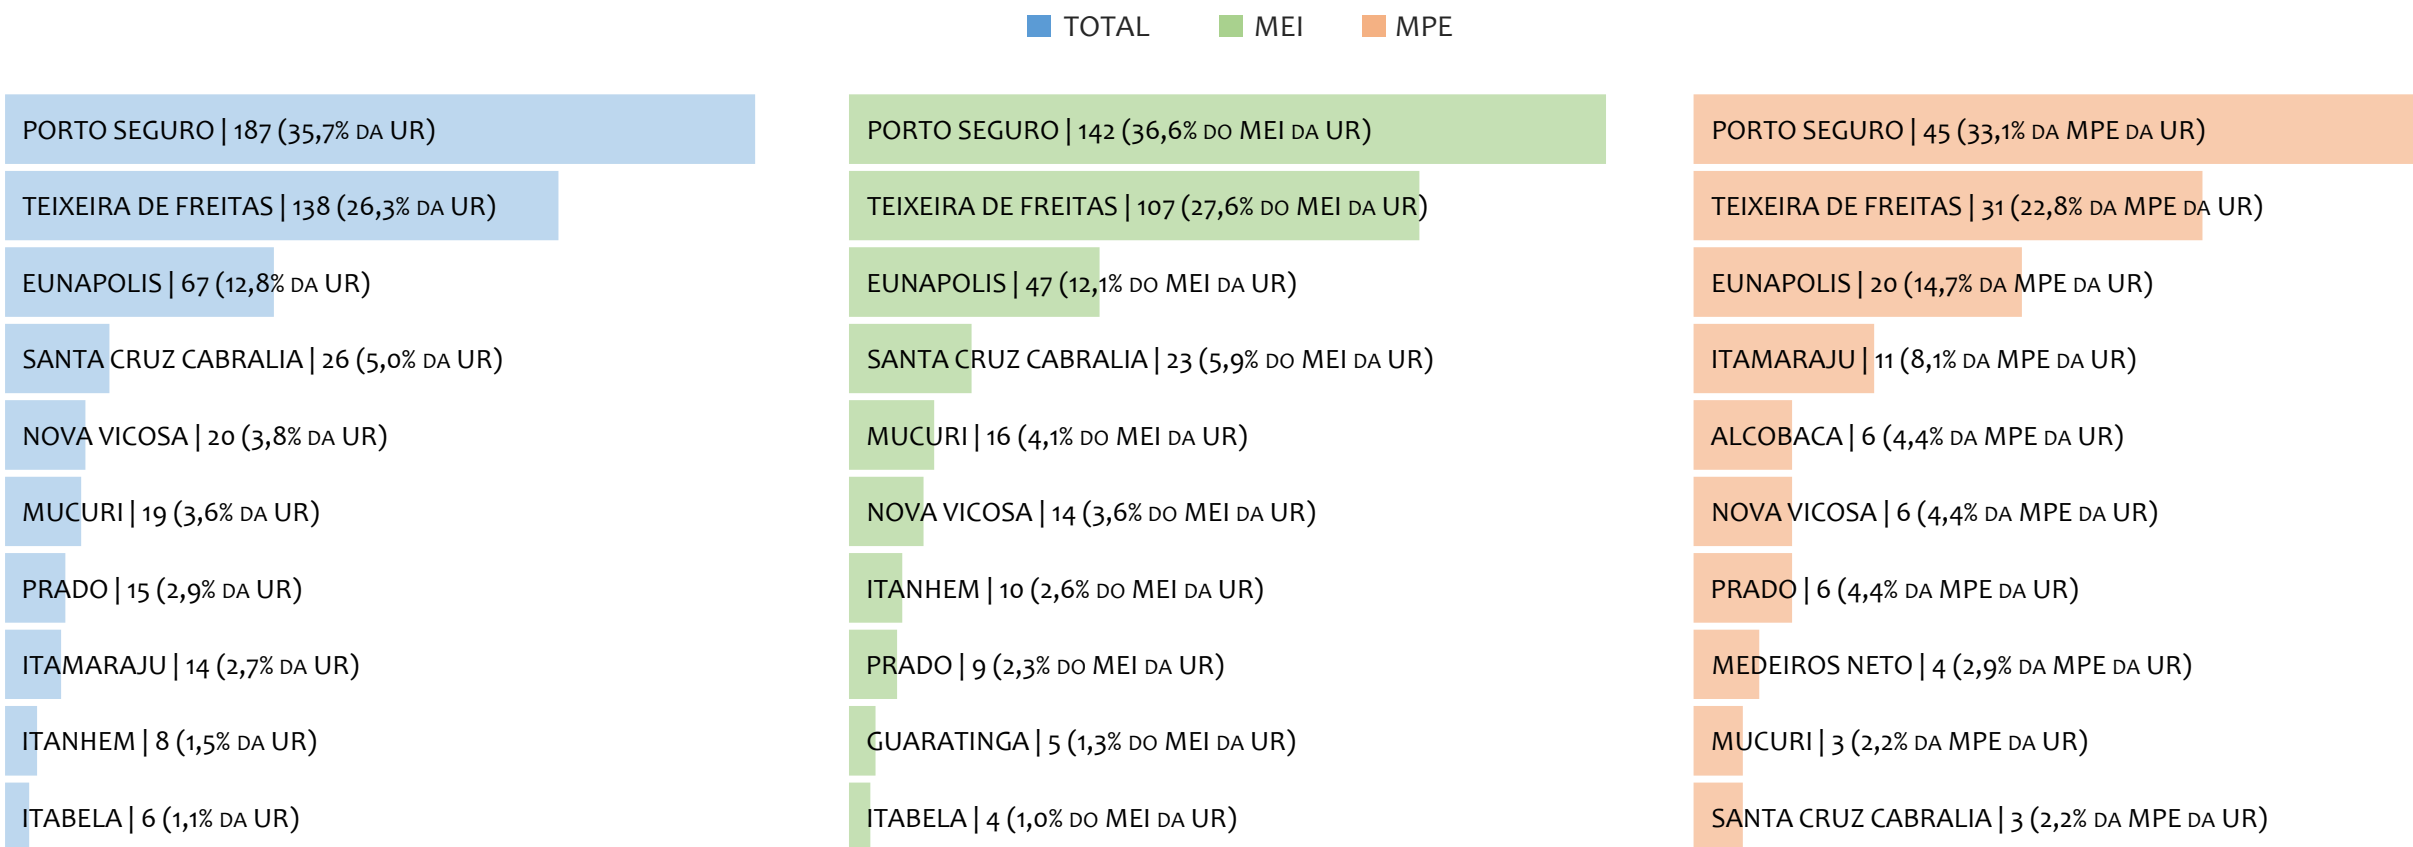 TOTAL MEI MPE
PORTO SEGURO | 187 (35,7% DA UR)
TEIXEIRA DE FREITAS | 138 (26,3% DA UR)
EUNAPOLIS | 67 (12,8% DA UR)
SANTA CRUZ CABRALIA | 26 (5,0% DA UR)
NOVA VICOSA | 20 (3,8% DA UR)
MUCURI | 19 (3,6% DA UR)
PRADO | 15 (2,9% DA UR)
ITAMARAJU | 14 (2,7% DA UR)
ITANHEM | 8 (1,5% DA UR)
ITABELA | 6 (1,1% DA UR)
PORTO SEGURO | 142 (36,6% DO MEI DA UR)
TEIXEIRA DE FREITAS | 107 (27,6% DO MEI DA UR)
EUNAPOLIS | 47 (12,1% DO MEI DA UR)
SANTA CRUZ CABRALIA | 23 (5,9% DO MEI DA UR)
MUCURI | 16 (4,1% DO MEI DA UR)
NOVA VICOSA | 14 (3,6% DO MEI DA UR)
ITANHEM | 10 (2,6% DO MEI DA UR)
PRADO | 9 (2,3% DO MEI DA UR)
GUARATINGA | 5 (1,3% DO MEI DA UR)
ITABELA | 4 (1,0% DO MEI DA UR)
PORTO SEGURO | 45 (33,1% DA MPE DA UR)
TEIXEIRA DE FREITAS | 31 (22,8% DA MPE DA UR)
EUNAPOLIS | 20 (14,7% DA MPE DA UR)
ITAMARAJU | 11 (8,1% DA MPE DA UR)
ALCOBACA | 6 (4,4% DA MPE DA UR)
NOVA VICOSA | 6 (4,4% DA MPE DA UR)
PRADO | 6 (4,4% DA MPE DA UR)
MEDEIROS NETO | 4 (2,9% DA MPE DA UR)
MUCURI | 3 (2,2% DA MPE DA UR)
SANTA CRUZ CABRALIA | 3 (2,2% DA MPE DA UR)